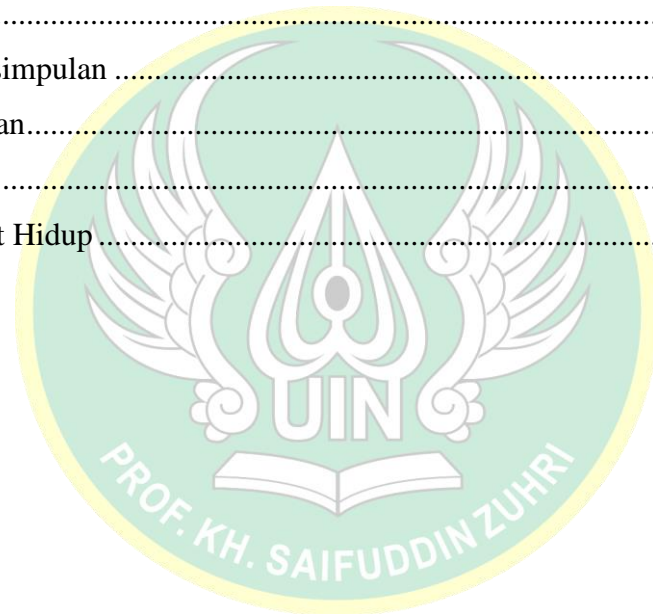 ................................................................................
simpulan ................................................................
an............................................................................
................................................................................
t Hidup ..................................................................
UIN
PROF. KH. SAIFUDDIN ZUHRI